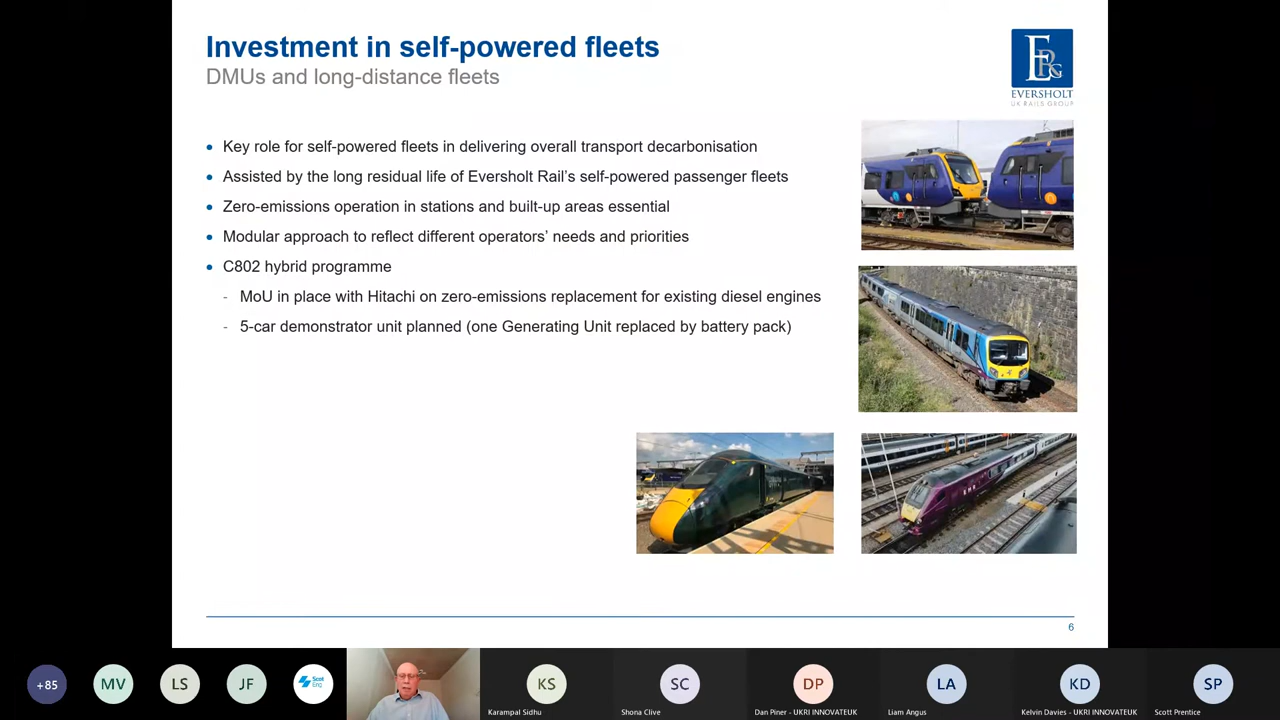 Investment in self-powered fleets
DMUs and long-distance fleets
EVERSHOLT
UK RAILS GROUP
• Key role for self-powered fleets in delivering overall transport decarbonisation
• Assisted by the long residual life of Eversholt Rail’s self-powered passenger fleets
• Zero-emissions operation in stations and built-up areas essential
• Modular approach to reflect different operators’ needs and priorities
• C802 hybrid programme
- MoU in place with Hitachi on zero-emissions replacement for existing diesel engines
- 5-car demonstrator unit planned (one Generating Unit replaced by battery pack)
6
+85
MV
LS
JF
Scot
Eng
KS
SC
DP
LA
KD
SP
Karampal Sidhu
Shona Clive
Dan Piner - UKRI INNOVATEUK
Liam Angus
Kelvin Davies - UKRI INNOVATEUK
Scott Prentice